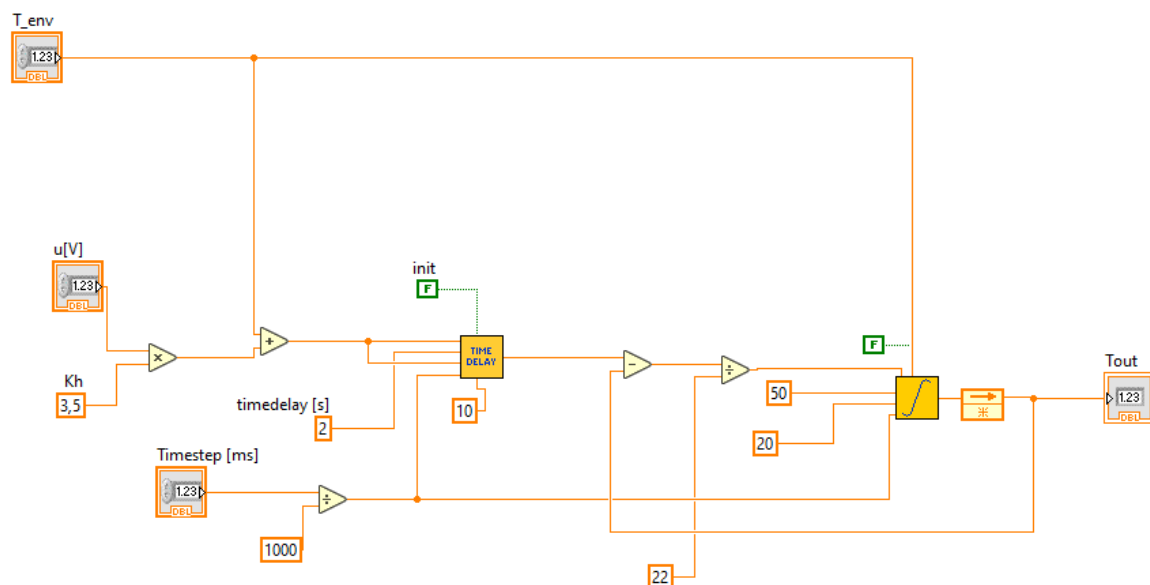 T_env
1.23
DBL
u[V]
1.23
DBL
init
F
×
+
TIME
DELAY
−
÷
F
Kh
3,5
timedelay [s]
2
10
50
20
Tout
1.23
DBL
Timestep [ms]
1.23
DBL
÷
1000
22